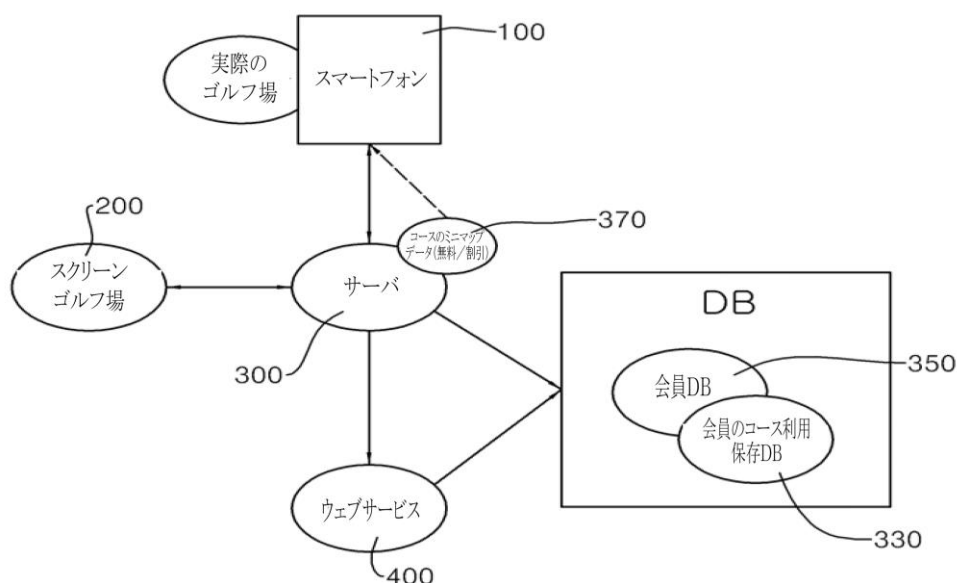 100
実際の
ゴルフ場
スマートフォン
200
370
コースのミニマップ
データ(無料/割引)
スクリーン
ゴルフ場
サーバ
300
DB
350
会員DB
会員のコース利用
保存DB
330
ウェブサービス
400